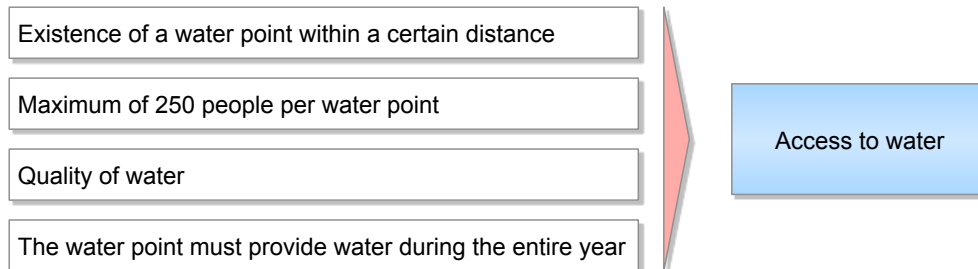 Existence of a water point within a certain distance
Maximum of 250 people per water point
Quality of water
The water point must provide water during the entire year
Access to water